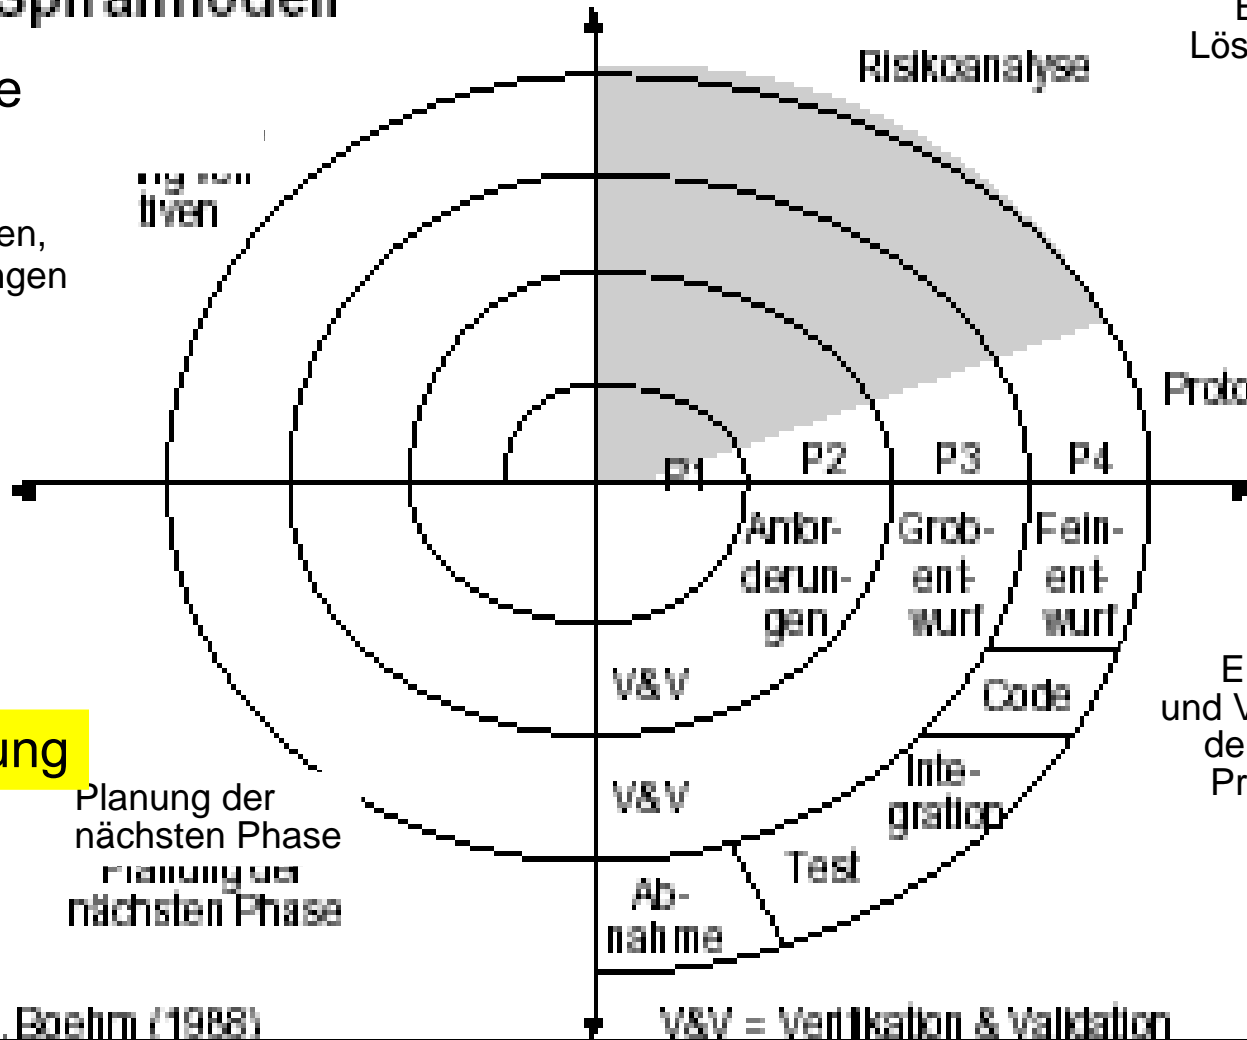 Spiralmodell
Risikoanalyse
Lös
e
tiven
en,
ngen
Proto
P1
P2
P3
P4
Anfor-
derun-
gen
Grob-
ent-
wurf
Fein-
ent-
wurf
V&V
Code
E
und V
de
Pr
ung
Inte-
gration
V&V
Planung der
nächsten Phase
Test
Planung der
nächsten Phase
Ab-
nahme
. Boehm (1988)
V&V = Verifikation & Validation